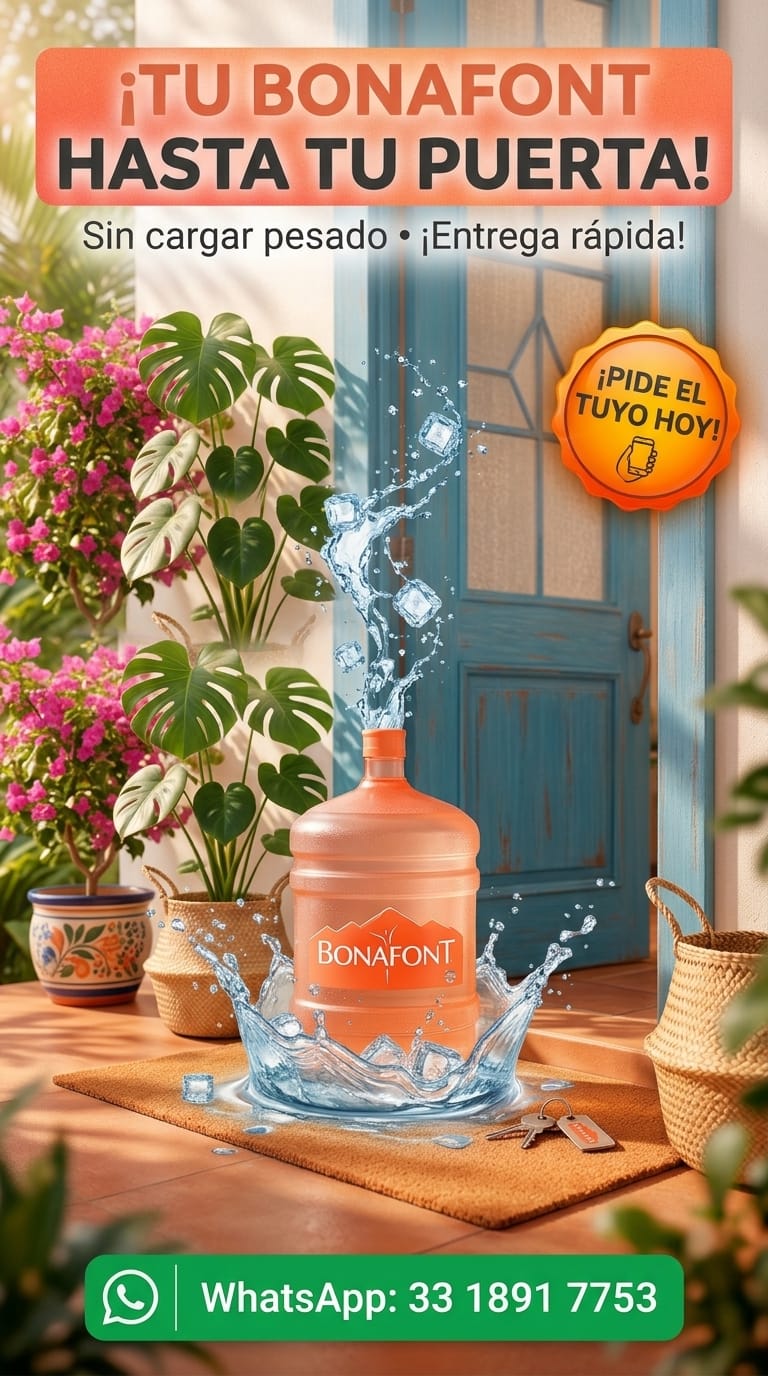 ¡TU BONAFONT
HASTA TU PUERTA!
Sin cargar pesado • ¡Entrega rápida!
¡PIDE EL
TUYO HOY!
BONAFONT
WhatsApp: 33 1891 7753